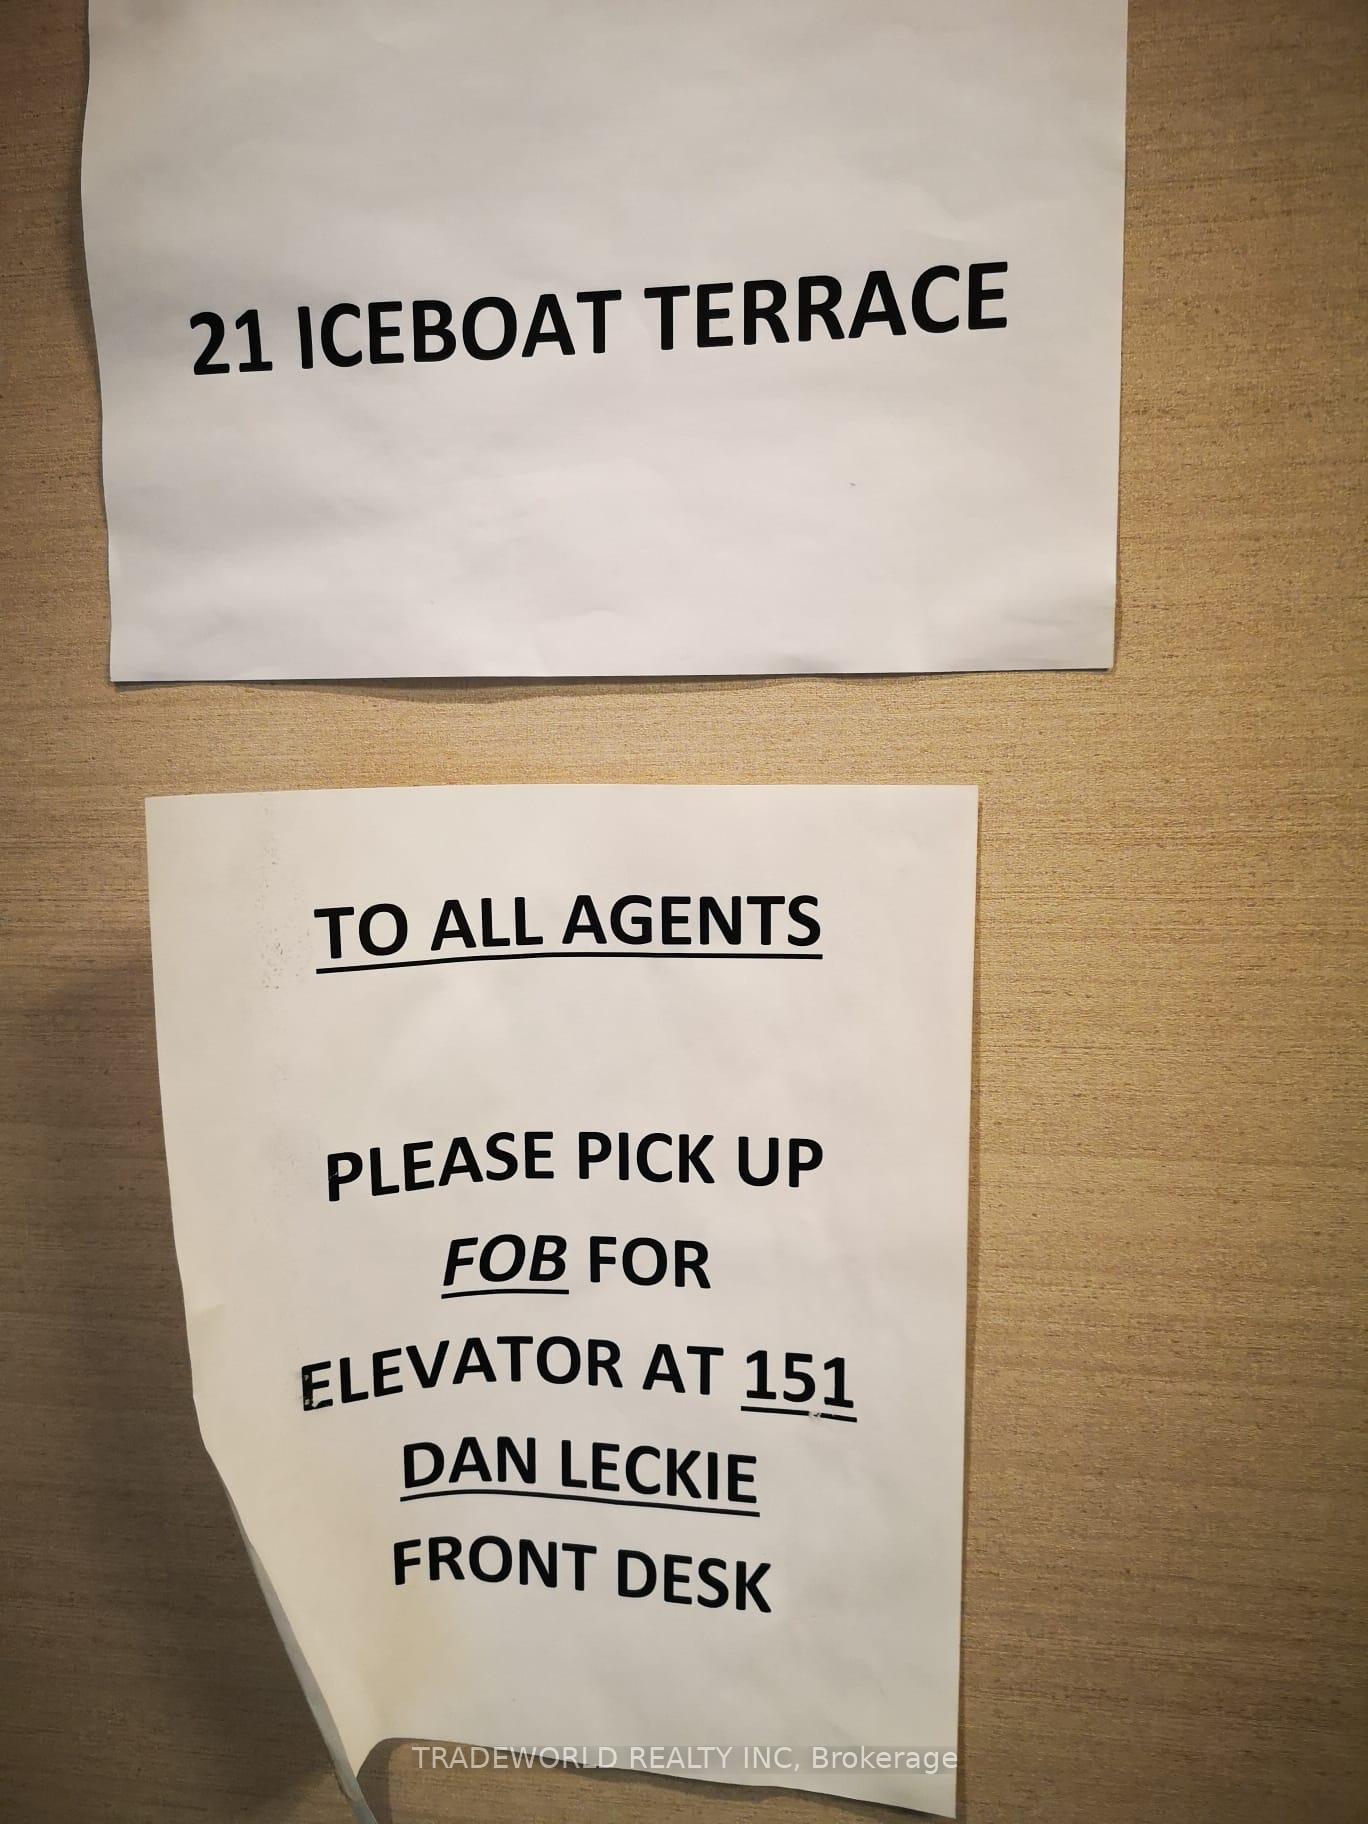 21 ICEBOAT TERRACE
TO ALL AGENTS
PLEASE PICK UP
FOB FOR
ELEVATOR AT 151
DAN LECKIE
FRONT DESK
TRADEWORLD REALTY INC, Brokerage